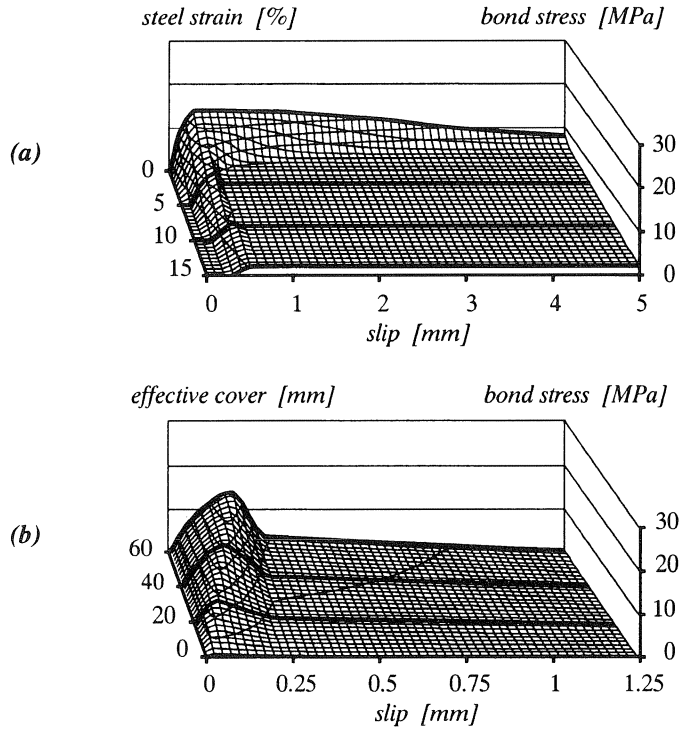 steel strain [%] bond stress [MPa]
(a)
30
0
20
5
10
10
15
0
0 1 2 3 4 5
slip [mm]
effective cover [mm] bond stress [MPa]
(b)
30
60
20
40
10
20
0
0
0 0.25 0.5 0.75 1 1.25
slip [mm]